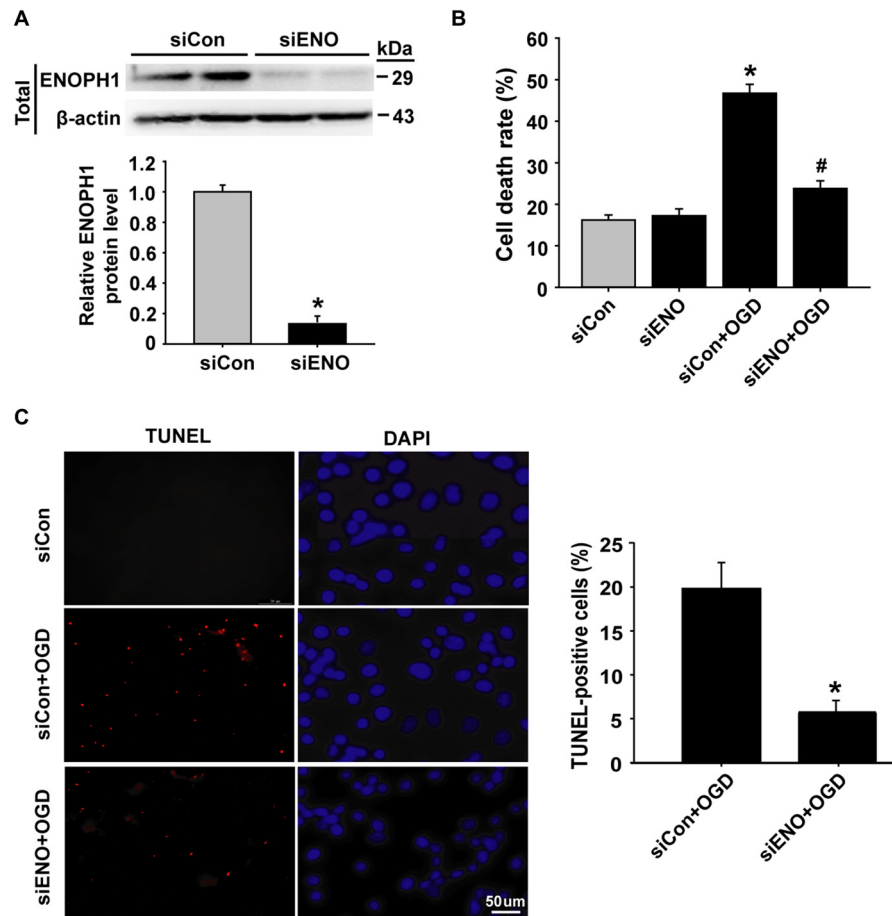 A
siCon siENO kDa
Total
ENOPH1 29
β-actin 43
Relative ENOPH1
protein level
1.2
1.0
0.8
0.6
0.4
0.2
0
*
siCon siENO
B
Cell death rate (%)
60
50
40
30
20
10
0
*
#
siCon
siENO
siCon+OGD
siENO+OGD
C
TUNEL DAPI
siCon
siCon+OGD
siENO+OGD
50um
TUNEL-positive cells (%)
25
20
15
10
5
0
*
siCon+OGD
siENO+OGD